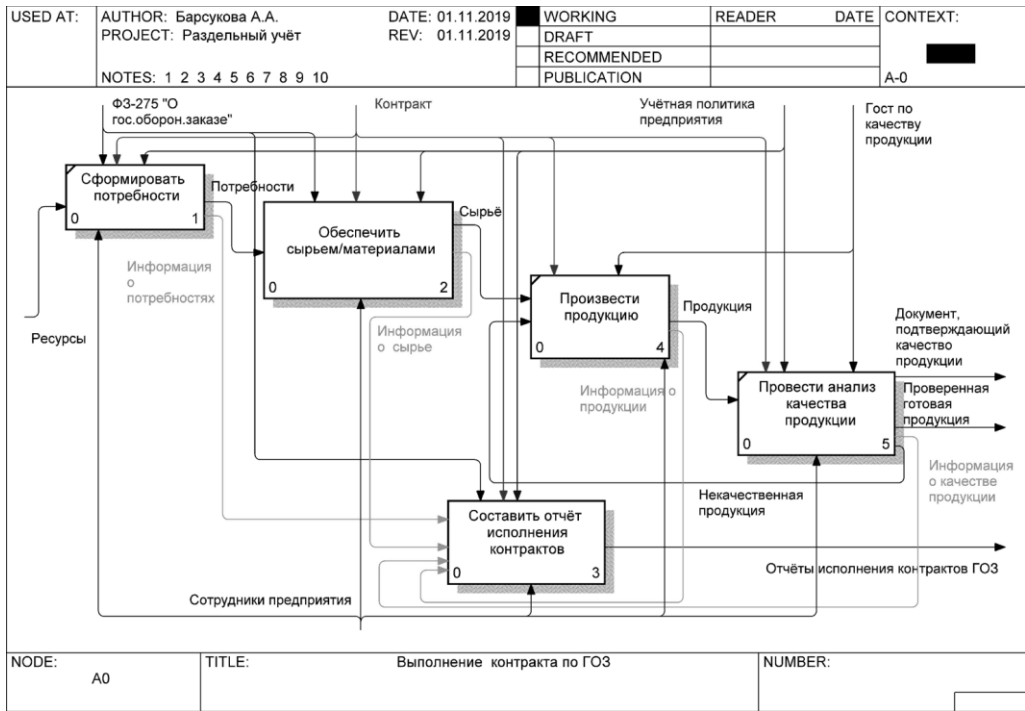 USED AT:
AUTHOR: Барсукова А.А.
DATE: 01.11.2019
PROJECT: Раздельный учёт
REV: 01.11.2019
NOTES: 1 2 3 4 5 6 7 8 9 10
WORKING
DRAFT
RECOMMENDED
PUBLICATION
READER
DATE
CONTEXT:
A-0
ФЗ-275 "О
гос.оборон.заказе"
Контракт
Учётная политика
предприятия
Гост по
качеству
продукции
Сформировать
потребности
0
1
Потребности
Обеспечить
сырьем/материалами
0
2
Сырьё
Информация
о
потребностях
Ресурсы
Информация
о сырье
Произвести
продукцию
0
4
Продукция
Информация о
продукции
Провести анализ
качества
продукции
0
5
Документ,
подтверждающий
качество
продукции
Проверенная
готовая
продукция
Информация
о качестве
продукции
Некачественная
продукция
Составить отчёт
исполнения
контрактов
0
3
Отчёты исполнения контрактов ГОЗ
Сотрудники предприятия
NODE:
A0
TITLE:
Выполнение контракта по ГОЗ
NUMBER: